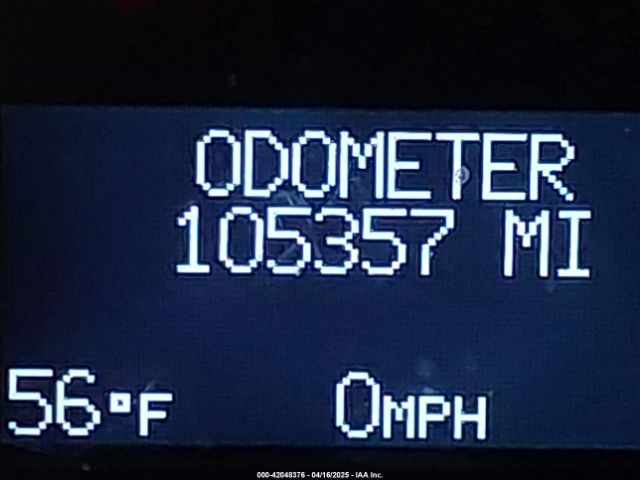 ODOMETER
105357 MI
56°F 0MPH
000-42048376 - 04/16/2025 - IAA Inc.